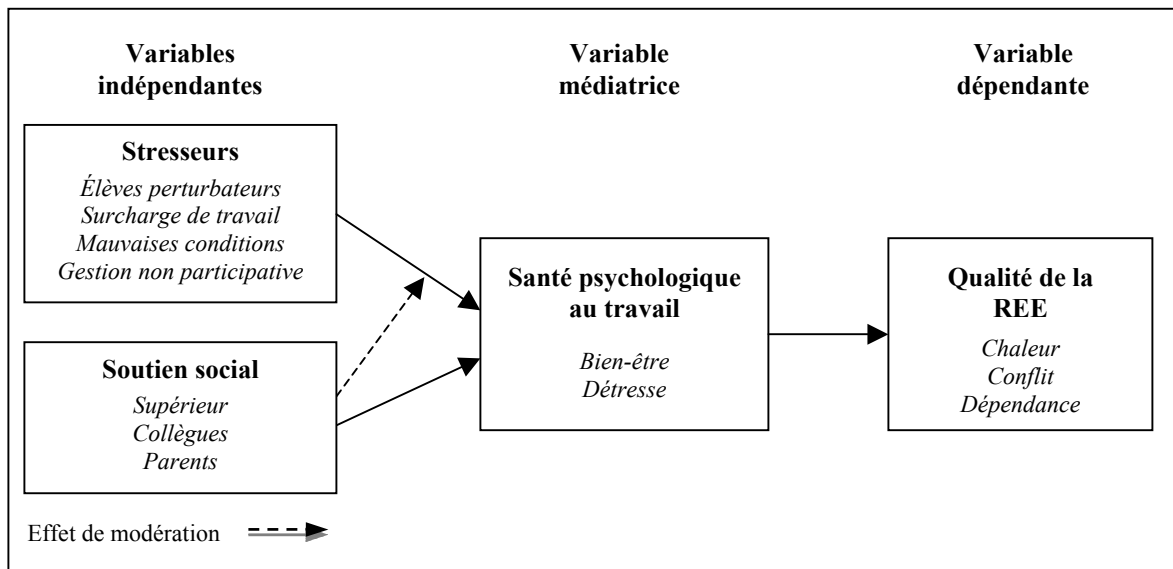 Variables
indépendantes
Variable
médiatrice
Variable
dépendante
Stresseurs
Élèves perturbateurs
Surcharge de travail
Mauvaises conditions
Gestion non participative
Soutien social
Supérieur
Collègues
Parents
Santé psychologique
au travail
Bien-être
Détresse
Qualité de la
REE
Chaleur
Conflit
Dépendance
Effet de modération